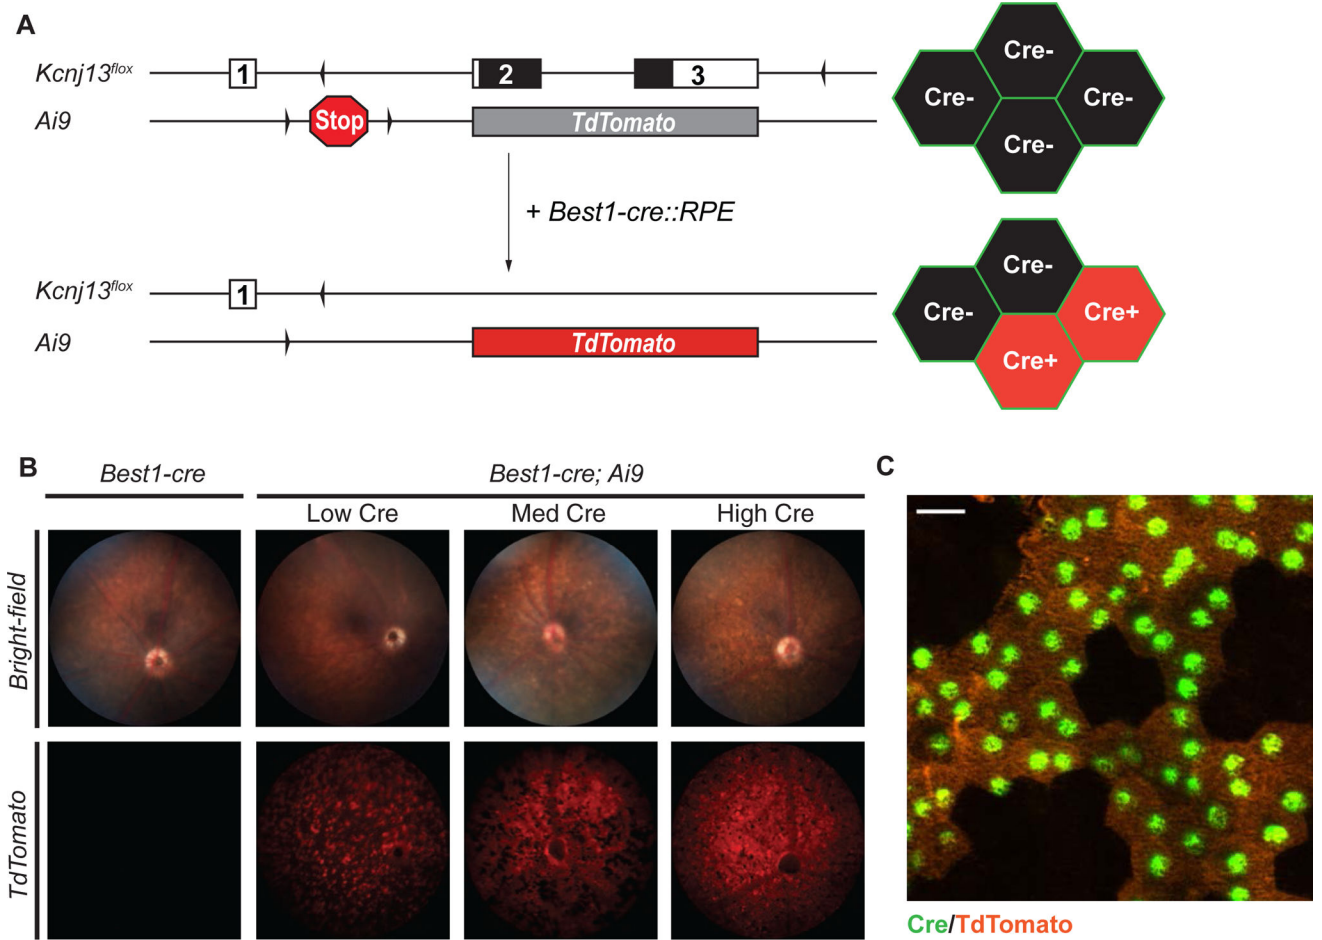 A
Kcnj13flox 1 2 3
Ai9 Stop TdTomato
Cre-
Cre- Cre-
Cre-
+ Best1-cre::RPE
Kcnj13flox 1
Ai9 TdTomato
Cre-
Cre- Cre+
Cre+
B
Best1-cre Best1-cre; Ai9
Low Cre Med Cre High Cre
Bright-field
TdTomato
C
Cre/TdTomato